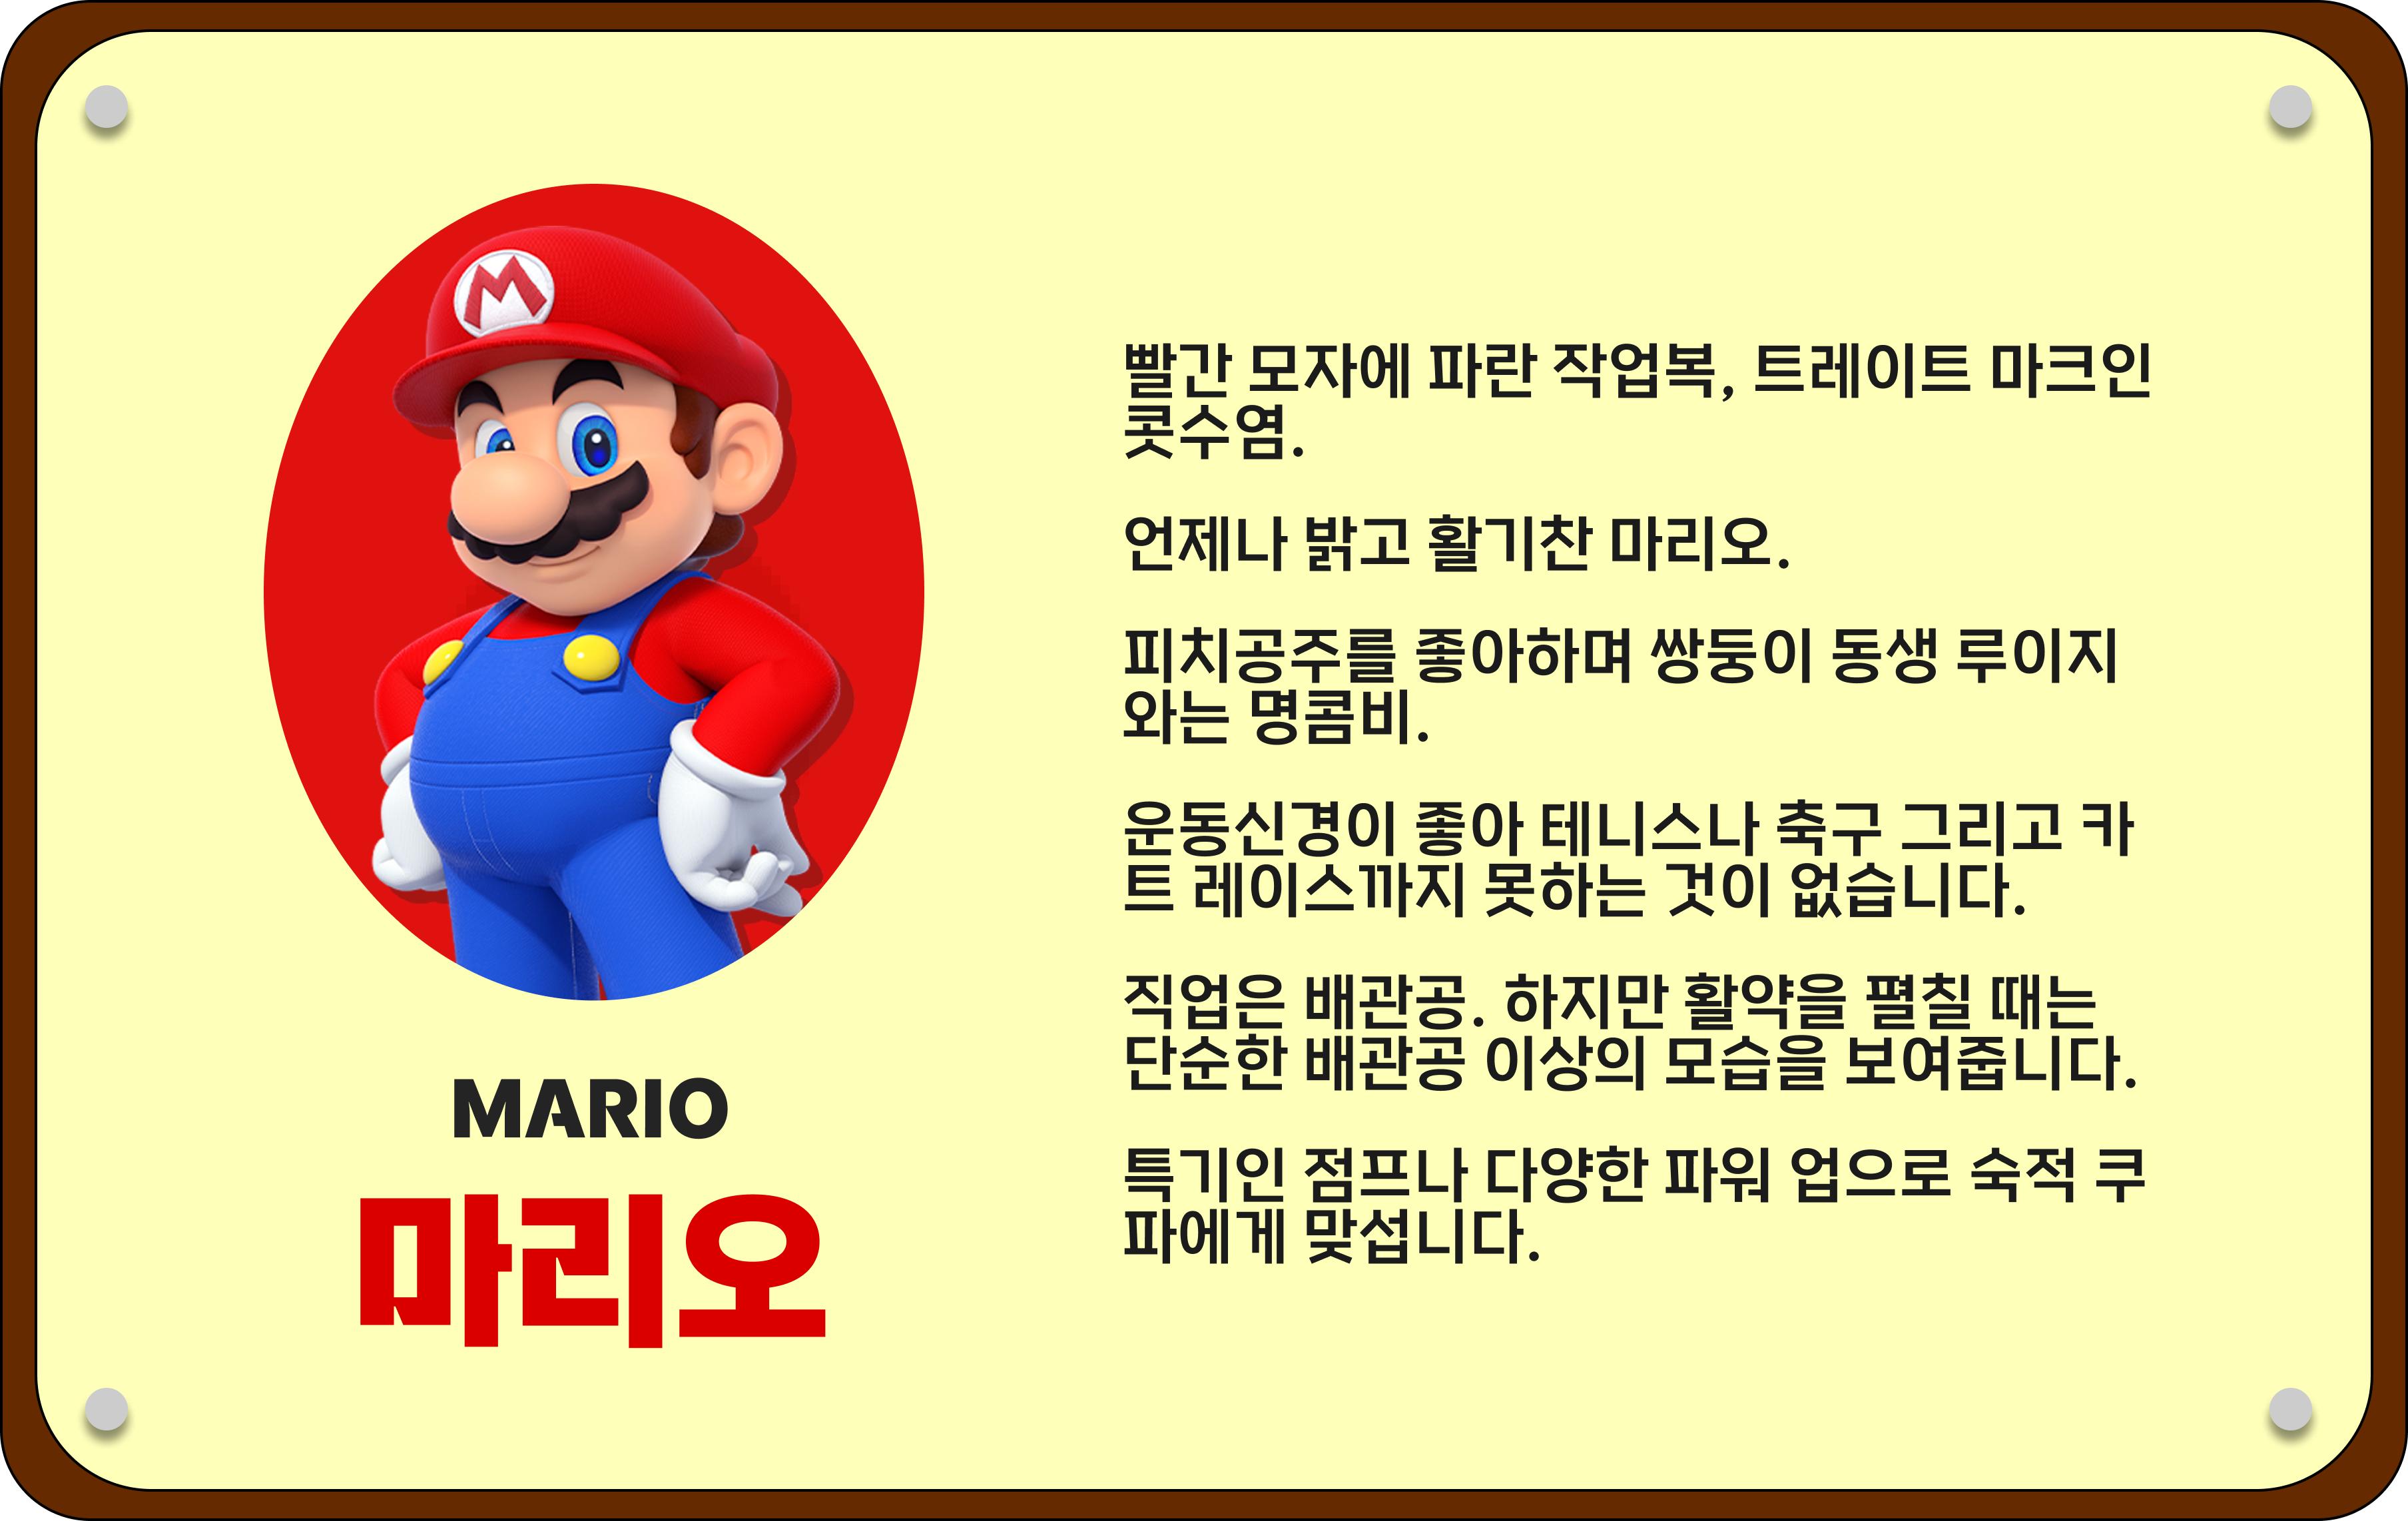 M
MARIO
마리오
빨간 모자에 파란 작업복, 트레이트 마크인
콧수염.
언제나 밝고 활기찬 마리오.
피치공주를 좋아하며 쌍둥이 동생 루이지
와는 명콤비.
운동신경이 좋아 테니스나 축구 그리고 카
트 레이스까지 못하는 것이 없습니다.
직업은 배관공. 하지만 활약을 펼칠 때는
단순한 배관공 이상의 모습을 보여줍니다.
특기인 점프나 다양한 파워 업으로 숙적 쿠
파에게 맞섭니다.